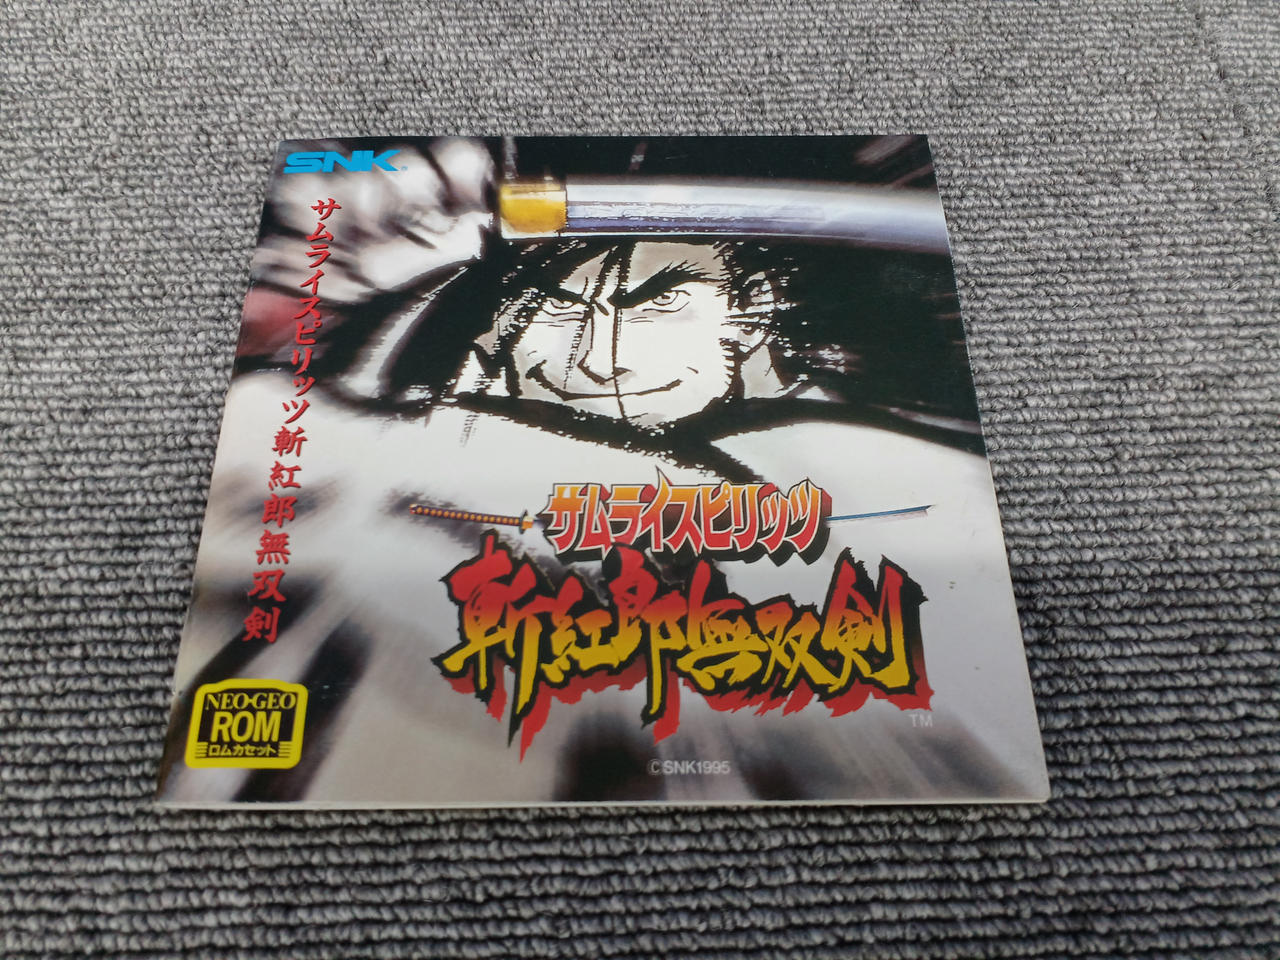 SNK
サムライスピリッツ斬紅郎無双剣
サムライスピリッツ
斬紅郎無双剣
TM
NEO・GEO
ROM
ロムカセット
©SNK1995